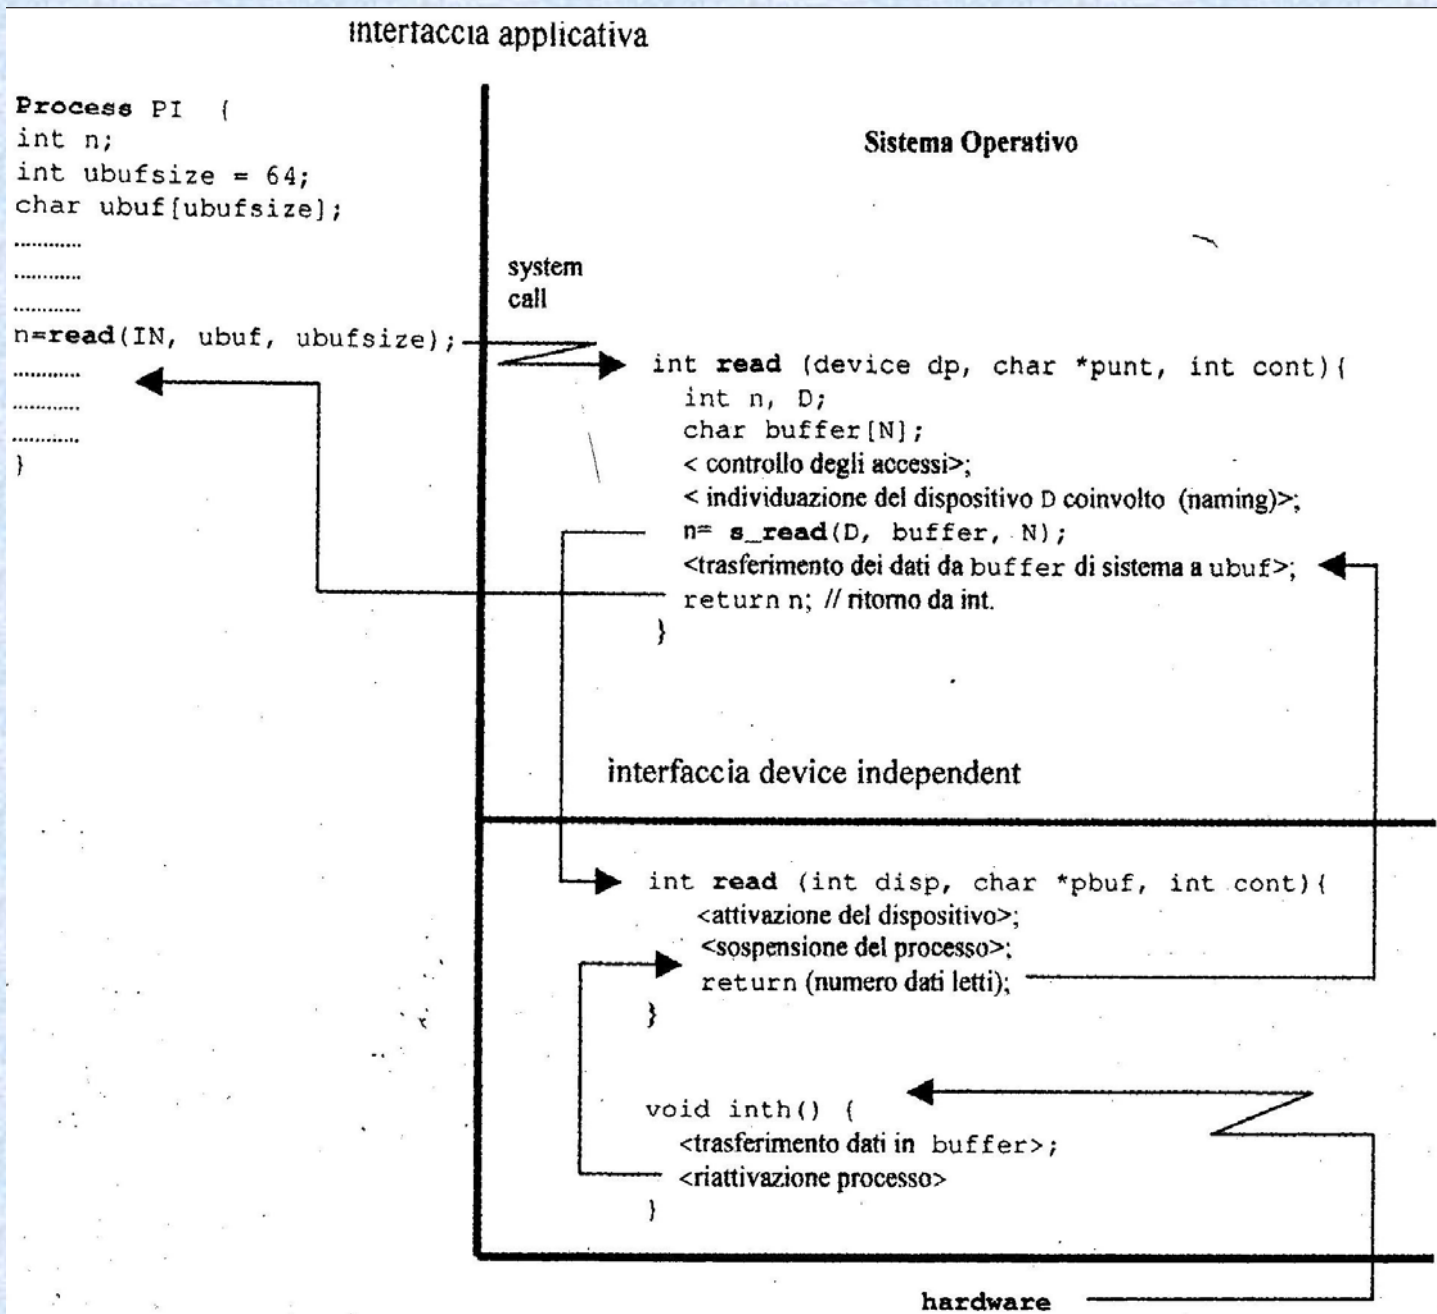 interfaccia applicativa
Process PI {
int n;
int ubufsize = 64;
char ubuf[ubufsize];
............
............
............
n=read(IN, ubuf, ubufsize);
............
............
............
}
Sistema Operativo
system
call
int read (device dp, char *punt, int cont){
int n, D;
char buffer[N];
< controllo degli accessi>;
< individuazione del dispositivo D coinvolto (naming)>;
n= s_read(D, buffer, N);
<trasferimento dei dati da buffer di sistema a ubuf>;
return n; // ritorno da int.
}
interfaccia device independent
int read (int disp, char *pbuf, int cont){
<attivazione del dispositivo>;
<sospensione del processo>;
return (numero dati letti);
}
void inth() {
<trasferimento dati in buffer>;
<riattivazione processo>
}
hardware